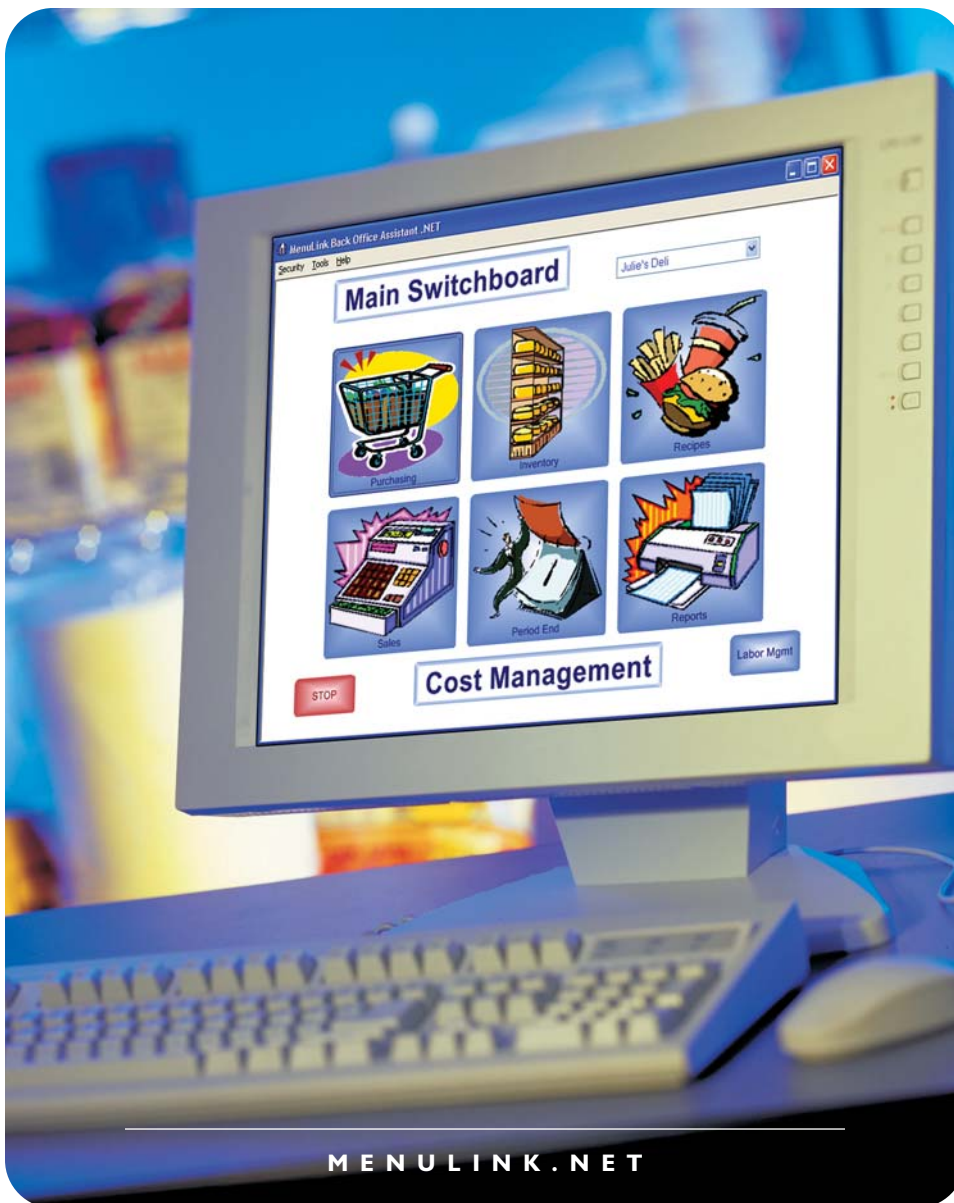 MenuLink Back Office Assistant .NET
Security Tools Help
Main Switchboard
Julie's Deli
Purchasing
Inventory
Recipes
Sales
Period End
Reports
STOP
Cost Management
Labor Mgmt
MENULINK.NET